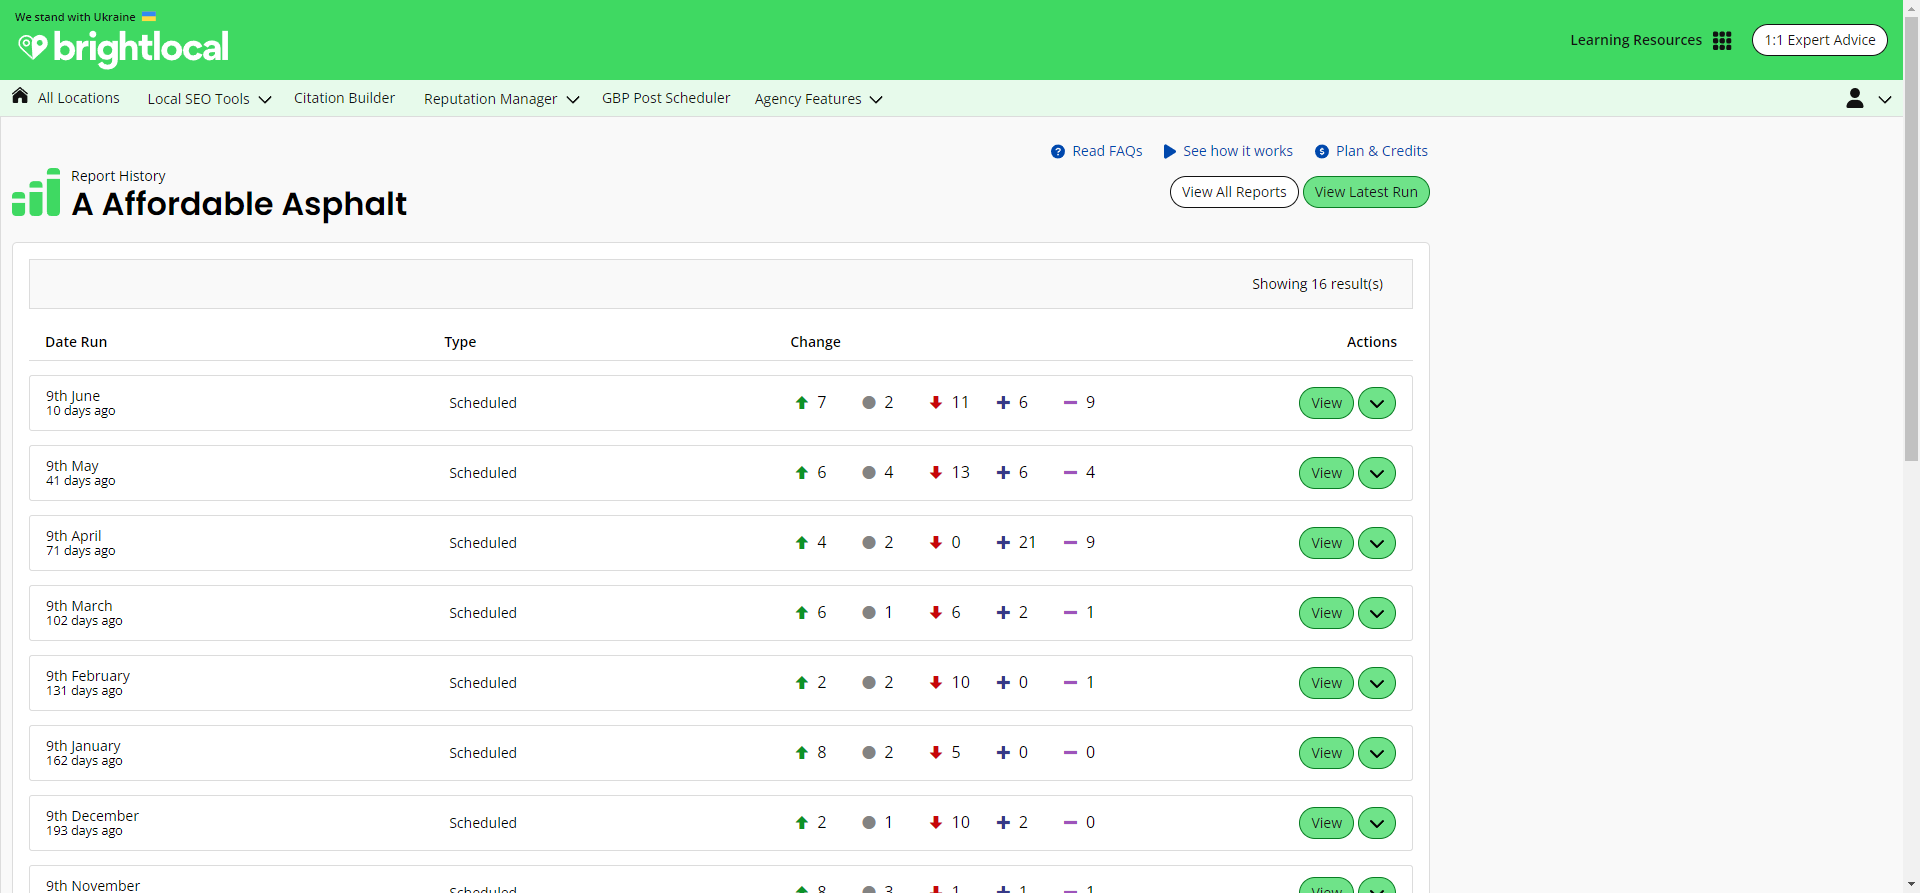 We stand with Ukraine
brightlocal
Learning Resources
1:1 Expert Advice
All Locations
Local SEO Tools
Citation Builder
Reputation Manager
GBP Post Scheduler
Agency Features
Read FAQs
See how it works
Plan & Credits
Report History
A Affordable Asphalt
View All Reports
View Latest Run
Showing 16 result(s)
Date Run Type Change Actions
9th June
10 days ago
Scheduled 7 2 11 6 9 View
9th May
41 days ago
Scheduled 6 4 13 6 4 View
9th April
71 days ago
Scheduled 4 2 0 21 9 View
9th March
102 days ago
Scheduled 6 1 6 2 1 View
9th February
131 days ago
Scheduled 2 2 10 0 1 View
9th January
162 days ago
Scheduled 8 2 5 0 0 View
9th December
193 days ago
Scheduled 2 1 10 2 0 View
9th November
Scheduled 8 3 1 1 1 View